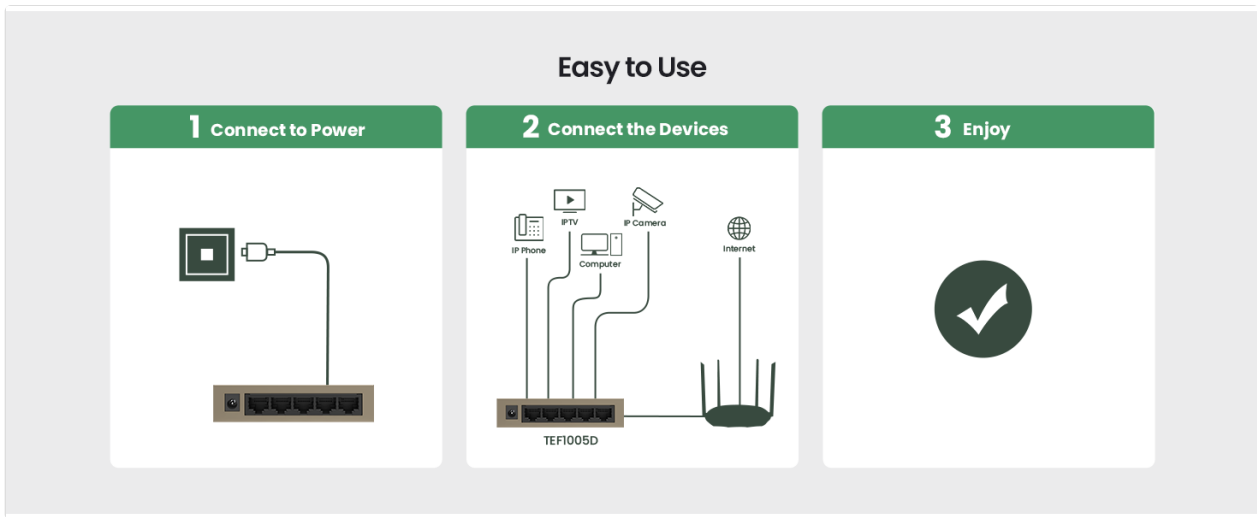 Easy to Use
1 Connect to Power
2 Connect the Devices
3 Enjoy
IPTV
IP Camera
IP Phone
Internet
Computer
TEF1005D